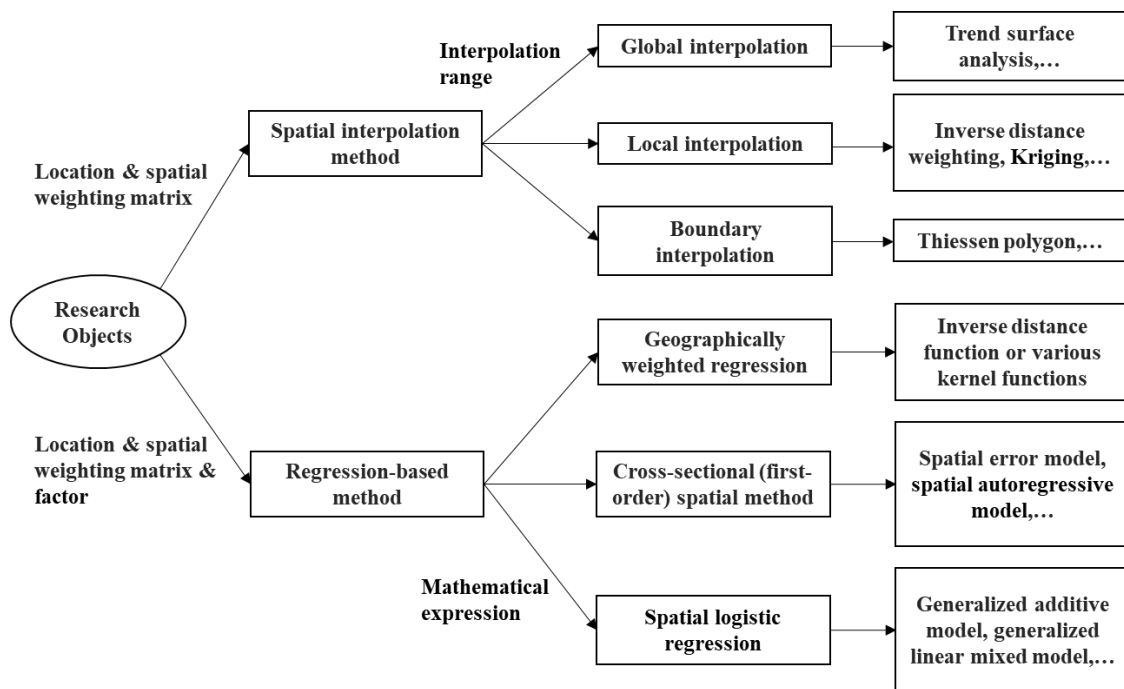 Research
Objects
Location & spatial
weighting matrix
Spatial interpolation
method
Interpolation
range
Global interpolation
Trend surface
analysis,…
Local interpolation
Inverse distance
weighting, Kriging,…
Boundary
interpolation
Thiessen polygon,…
Location & spatial
weighting matrix &
factor
Regression-based
method
Mathematical
expression
Geographically
weighted regression
Inverse distance
function or various
kernel functions
Cross-sectional (first-
order) spatial method
Spatial error model,
spatial autoregressive
model,…
Spatial logistic
regression
Generalized additive
model, generalized
linear mixed model,…